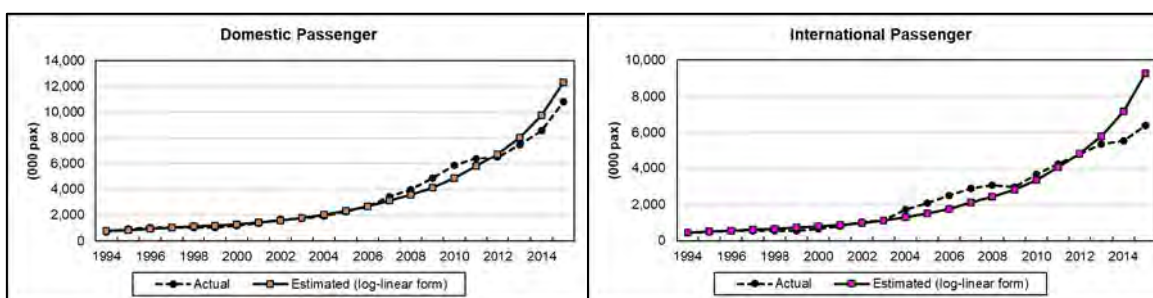 Domestic Passenger
(000 pax)
14,000
12,000
10,000
8,000
6,000
4,000
2,000
0
1994 1996 1998 2000 2002 2004 2006 2008 2010 2012 2014
Actual Estimated (log-linear form)
International Passenger
(000 pax)
10,000
8,000
6,000
4,000
2,000
0
1994 1996 1998 2000 2002 2004 2006 2008 2010 2012 2014
Actual Estimated (log-linear form)